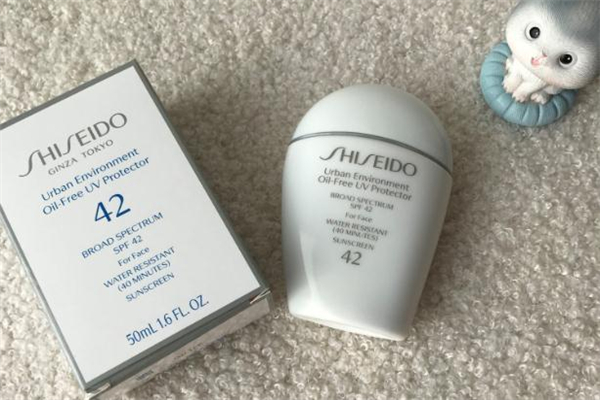 SHISEIDO
GINZA TOKYO
Urban Environment
Oil-Free UV Protector
42
BROAD SPECTRUM
SPF 42
For Face
WATER RESISTANT
(40 MINUTES)
SUNSCREEN
50mL 1.6 FL. OZ.
SHISEIDO
Urban Environment
Oil-Free UV Protector
BROAD SPECTRUM
SPF 42
For Face
WATER RESISTANT
(40 MINUTES)
SUNSCREEN
42